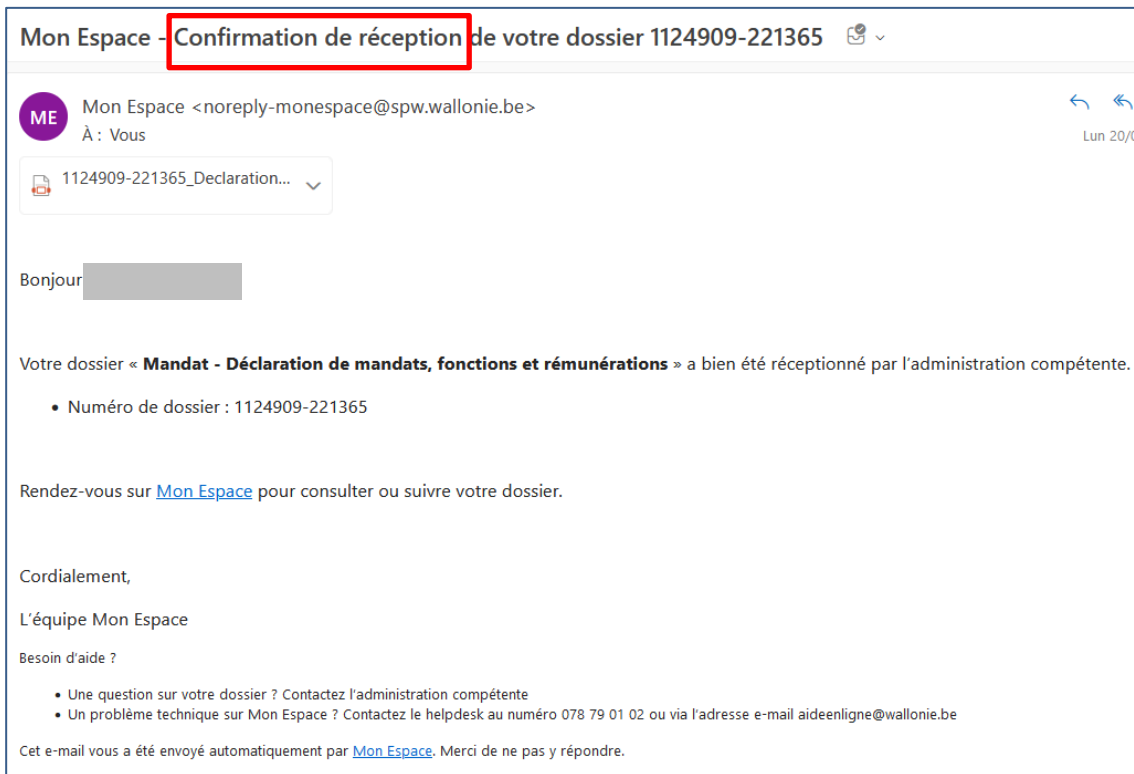 Mon Espace - Confirmation de réception de votre dossier 1124909-221365
ME
Mon Espace <noreply-monespace@spw.wallonie.be>
À : Vous
Lun 20/0
1124909-221365_Declaration...
Bonjour
Votre dossier « Mandat - Déclaration de mandats, fonctions et rémunérations » a bien été réceptionné par l'administration compétente.
• Numéro de dossier : 1124909-221365
Rendez-vous sur Mon Espace pour consulter ou suivre votre dossier.
Cordialement,
L'équipe Mon Espace
Besoin d'aide ?
• Une question sur votre dossier ? Contactez l'administration compétente
• Un problème technique sur Mon Espace ? Contactez le helpdesk au numéro 078 79 01 02 ou via l'adresse e-mail aideenligne@wallonie.be
Cet e-mail vous a été envoyé automatiquement par Mon Espace. Merci de ne pas y répondre.